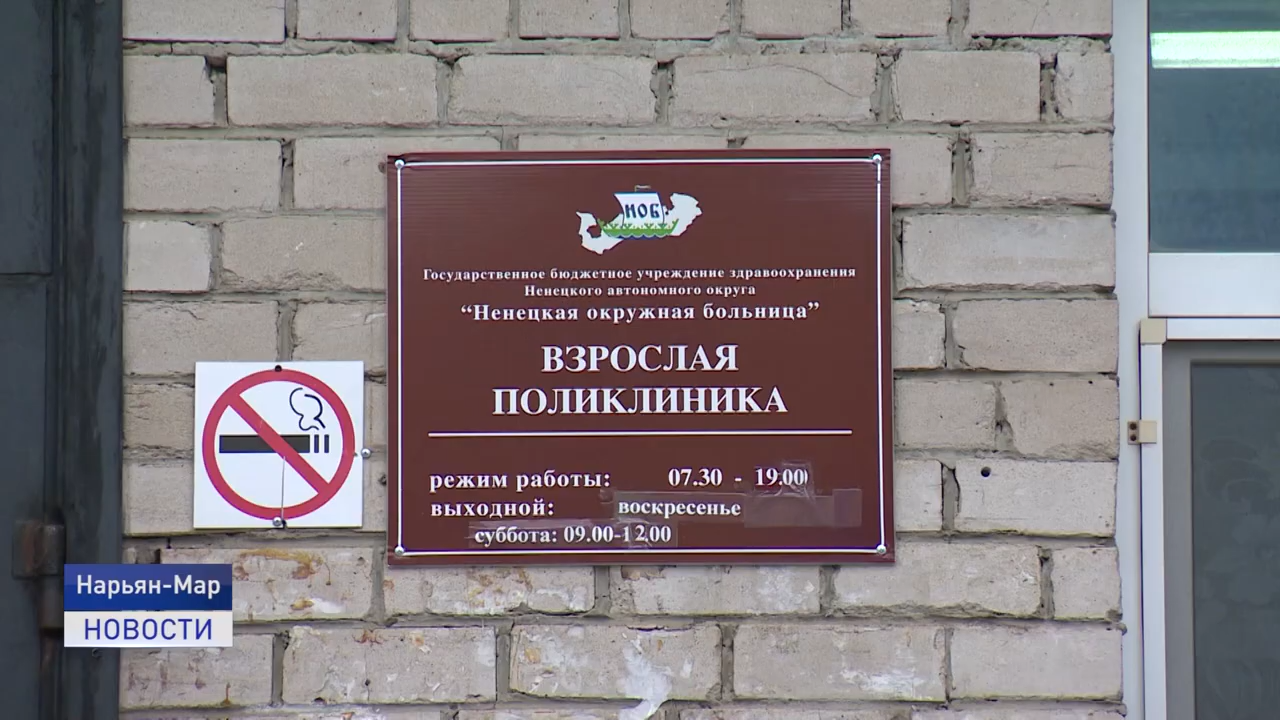 НОБ
Государственное бюджетное учреждение здравоохранения
Ненецкого автономного округа
“Ненецкая окружная больница”
ВЗРОСЛАЯ
ПОЛИКЛИНИКА
режим работы: 07.30 - 19.00
выходной: воскресенье
суббота: 09.00-12.00
Нарьян-Мар
НОВОСТИ